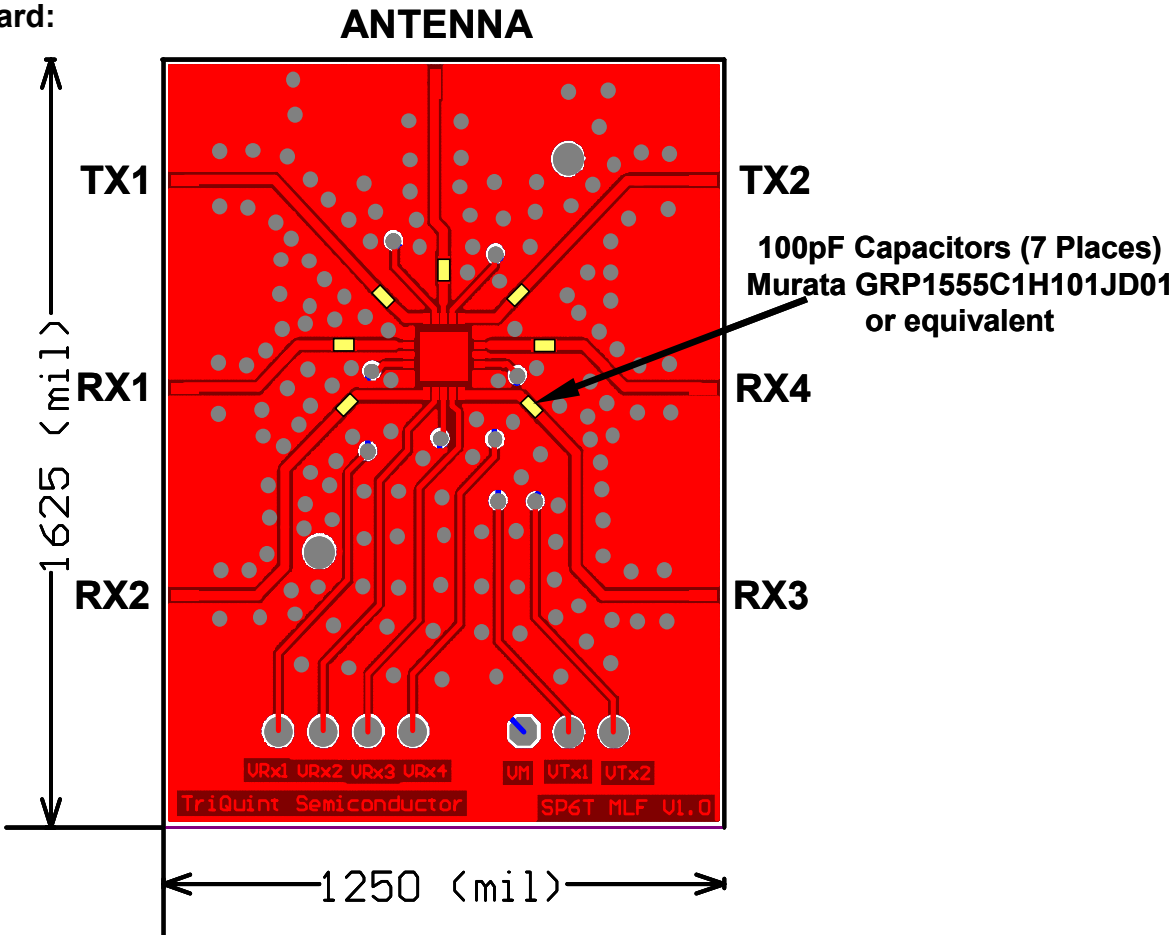 ard:
ANTENNA
TX1
TX2
100pF Capacitors (7 Places)
Murata GRP1555C1H101JD01
or equivalent
RX1
RX4
1625 (mil)
RX2
RX3
VRx1 VRx2 VRx3 VRx4 VM VTx1 VTx2
TriQuint Semiconductor
SP6T MLF V1.0
1250 (mil)